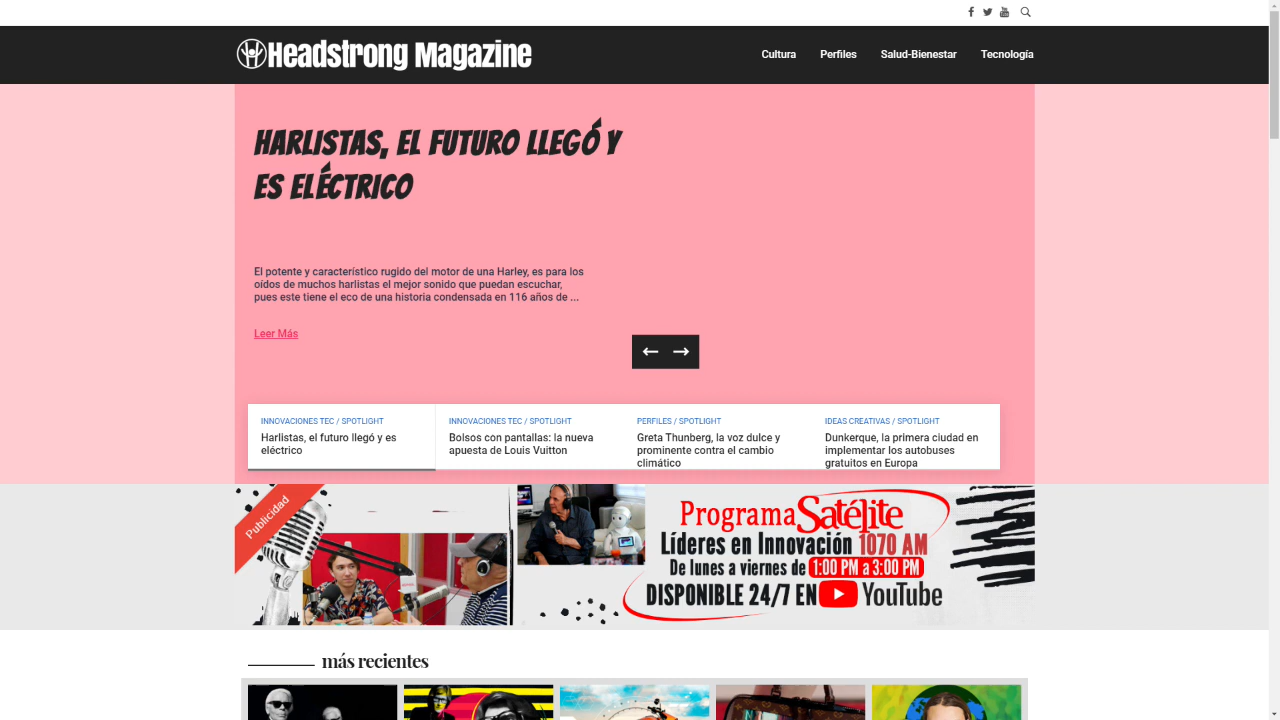 Headstrong Magazine
Cultura
Perfiles
Salud-Bienestar
Tecnología
HARLISTAS, EL FUTURO LLEGÓ Y
ES ELÉCTRICO
El potente y característico rugido del motor de una Harley, es para los
oídos de muchos harlistas el mejor sonido que puedan escuchar,
pues este tiene el eco de una historia condensada en 116 años de ...
Leer Más
INNOVACIONES TEC / SPOTLIGHT
Harlistas, el futuro llegó y es
eléctrico
INNOVACIONES TEC / SPOTLIGHT
Bolsos con pantallas: la nueva
apuesta de Louis Vuitton
PERFILES / SPOTLIGHT
Greta Thunberg, la voz dulce y
prominente contra el cambio
climático
IDEAS CREATIVAS / SPOTLIGHT
Dunkerque, la primera ciudad en
implementar los autobuses
gratuitos en Europa
Publicidad
Programa Satélite
Líderes en Innovación 1070 AM
De lunes a viernes de 1:00 PM a 3:00 PM
DISPONIBLE 24/7 EN YouTube
más recientes